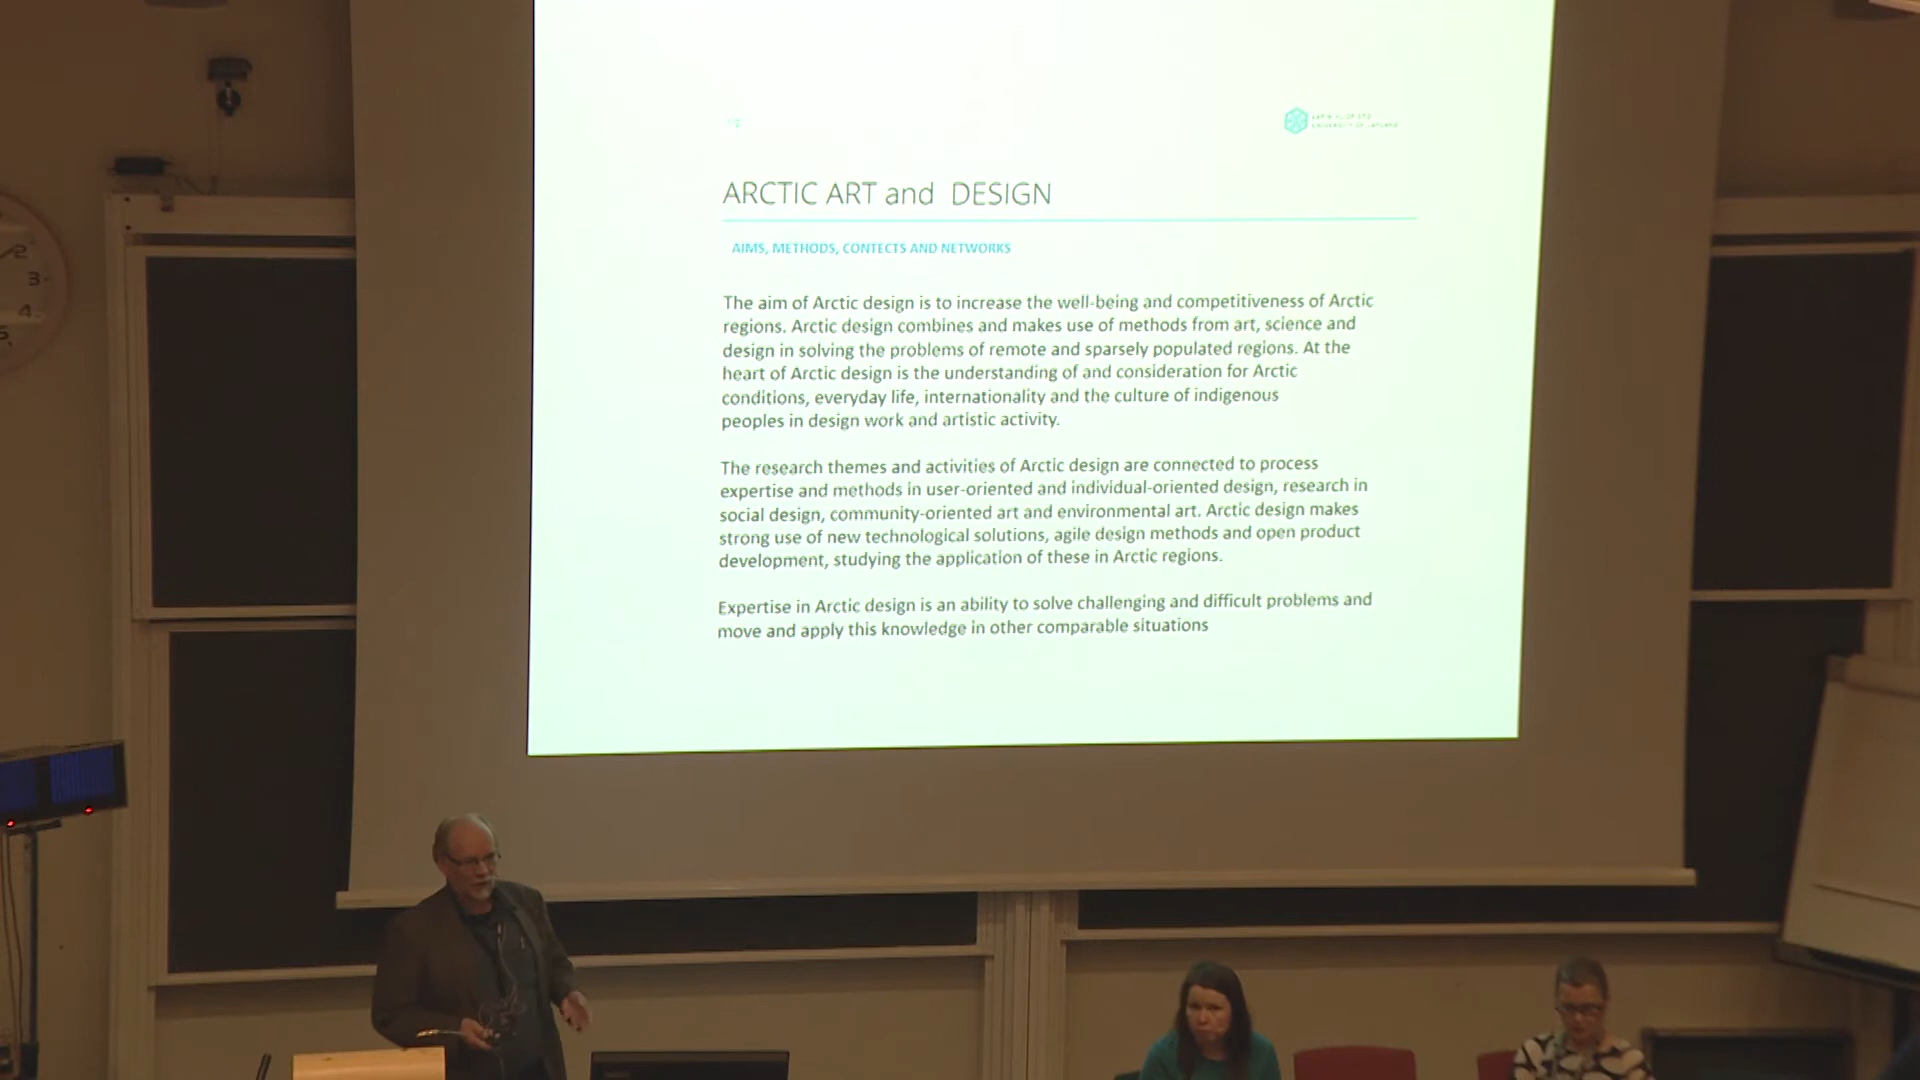 ARCTIC ART and DESIGN
AIMS, METHODS, CONTECTS AND NETWORKS
The aim of Arctic design is to increase the well-being and competitiveness of Arctic
regions. Arctic design combines and makes use of methods from art, science and
design in solving the problems of remote and sparsely populated regions. At the
heart of Arctic design is the understanding of and consideration for Arctic
conditions, everyday life, internationality and the culture of indigenous
peoples in design work and artistic activity.
The research themes and activities of Arctic design are connected to process
expertise and methods in user-oriented and individual-oriented design, research in
social design, community-oriented art and environmental art. Arctic design makes
strong use of new technological solutions, agile design methods and open product
development, studying the application of these in Arctic regions.
Expertise in Arctic design is an ability to solve challenging and difficult problems and
move and apply this knowledge in other comparable situations
2
3
4
5